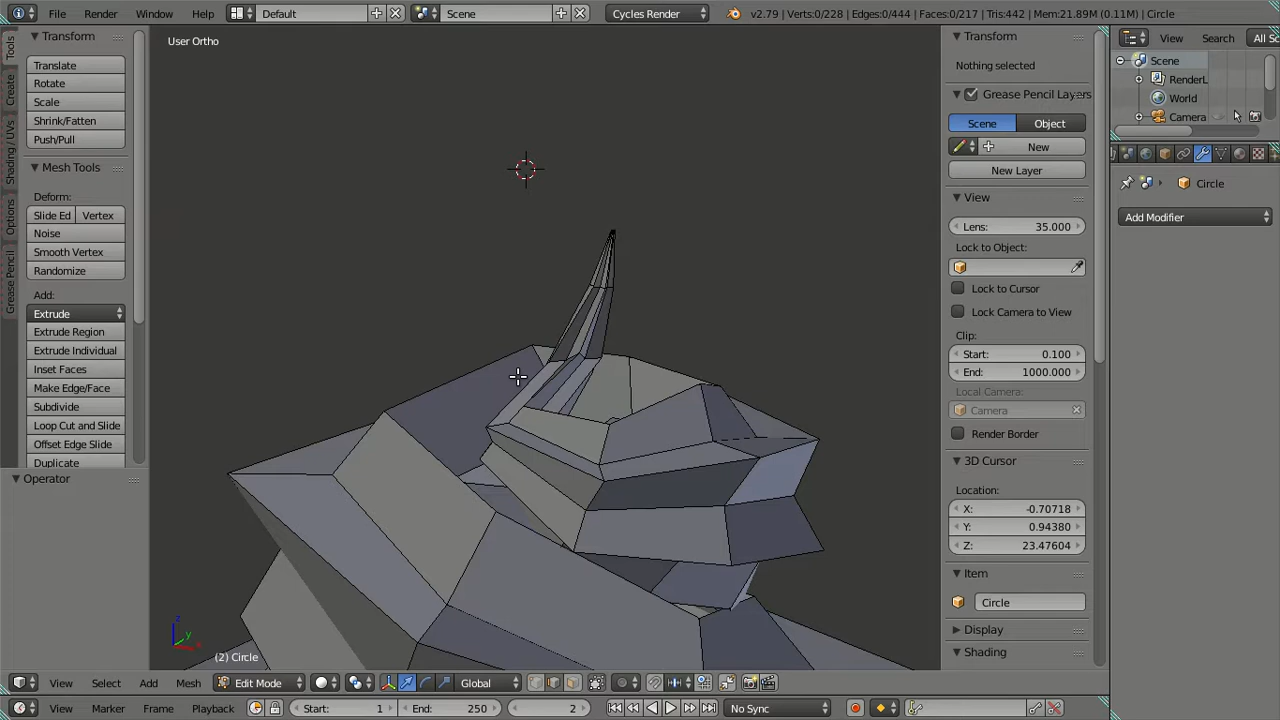 File Render Window Help Default Scene Cycles Render v2.79 | Verts:0/228 | Edges:0/444 | Faces:0/217 | Tris:442 | Mem:21.89M (0.11M) | Circle
Tools
Create
Shading / UVs
Options
Grease Pencil
Transform
Translate
Rotate
Scale
Shrink/Fatten
Push/Pull
Mesh Tools
Deform:
Slide Ed Vertex
Noise
Smooth Vertex
Randomize
Add:
Extrude
Extrude Region
Extrude Individual
Inset Faces
Make Edge/Face
Subdivide
Loop Cut and Slide
Offset Edge Slide
Duplicate
Operator
User Ortho
z
y
x
(2) Circle
Transform
Nothing selected
Grease Pencil Layers
Scene Object
New
New Layer
View
Lens: 35.000
Lock to Object:
Lock to Cursor
Lock Camera to View
Clip:
Start: 0.100
End: 1000.000
Local Camera:
Camera
Render Border
3D Cursor
Location:
X: -0.70718
Y: 0.94380
Z: 23.47604
Item
Circle
Display
Shading
View Search All Sc
Scene
RenderL
World
Camera
Circle
Add Modifier
View Select Add Mesh Edit Mode Global
View Marker Frame Playback Start: 1 End: 250 2 No Sync